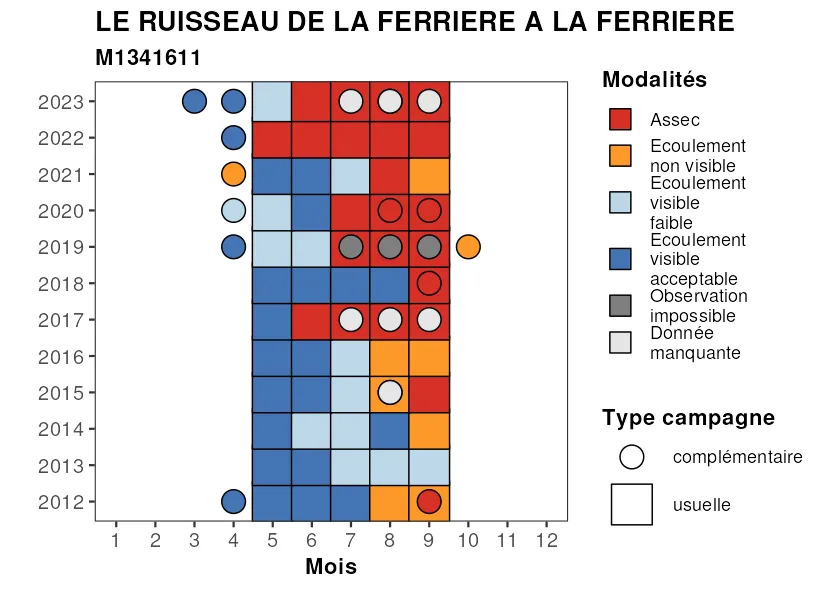 LE RUISSEAU DE LA FERRIERE A LA FERRIERE
M1341611
2023
2022
2021
2020
2019
2018
2017
2016
2015
2014
2013
2012
1 2 3 4 5 6 7 8 9 10 11 12
Mois
Modalités
Assec
Ecoulement
non visible
Ecoulement
visible
faible
Ecoulement
visible
acceptable
Observation
impossible
Donnée
manquante
Type campagne
complémentaire
usuelle